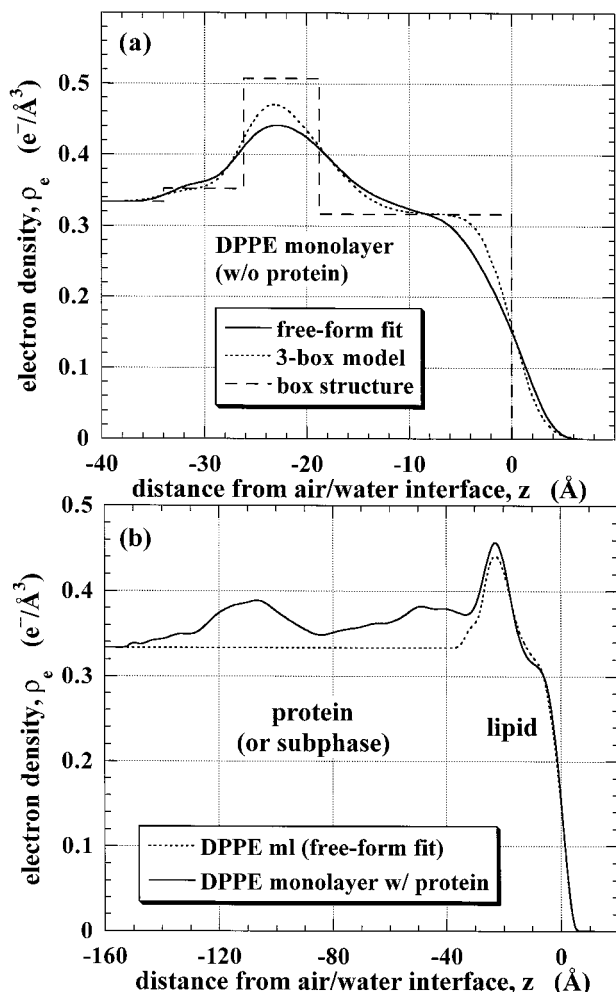 (a)
0.5
0.4
0.3
0.2
0.1
0
electron density, ρe (e⁻/Å³)
DPPE monolayer
(w/o protein)
free-form fit
3-box model
box structure
-40 -30 -20 -10 0
distance from air/water interface, z (Å)
(b)
0.5
0.4
0.3
0.2
0.1
0
electron density, ρe (e⁻/Å³)
protein
(or subphase)
lipid
DPPE ml (free-form fit)
DPPE monolayer w/ protein
-160 -120 -80 -40 0
distance from air/water interface, z (Å)